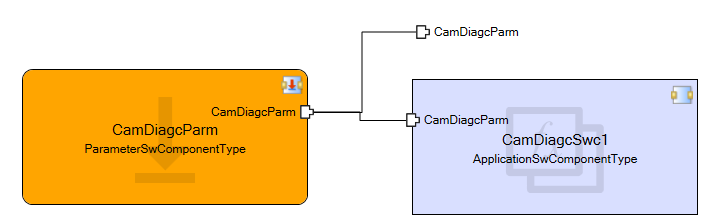 CamDiagcParm
CamDiagcParm
CamDiagcParm
ParameterSwComponentType
CamDiagcParm
CamDiagcSwc1
ApplicationSwComponentType